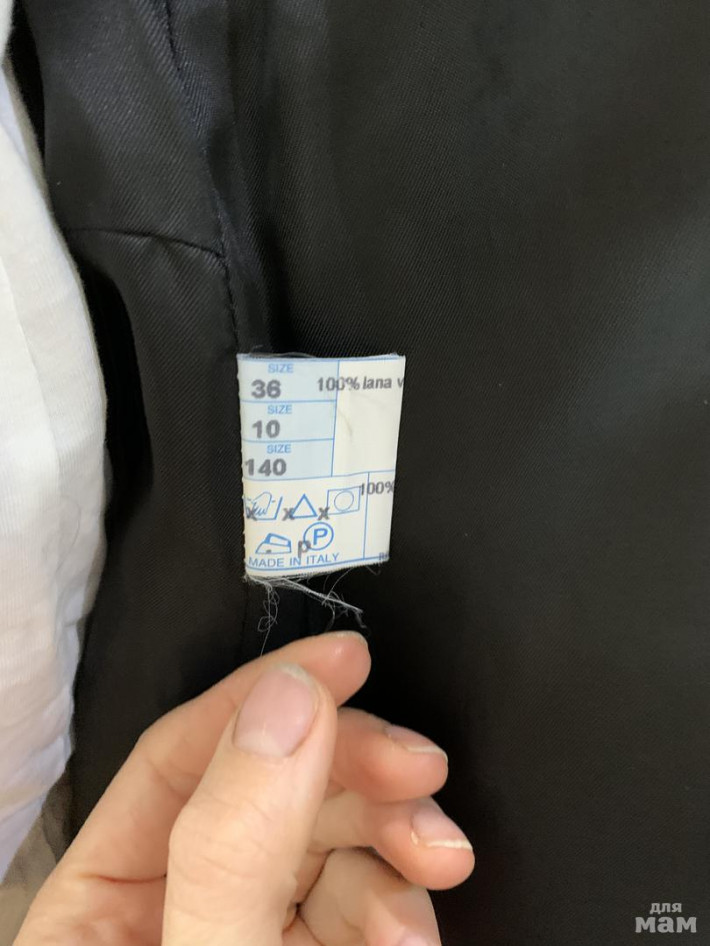 SIZE
36
100% lana v
SIZE
10
SIZE
140
100%
x x x
p P
MADE IN ITALY
для
мам